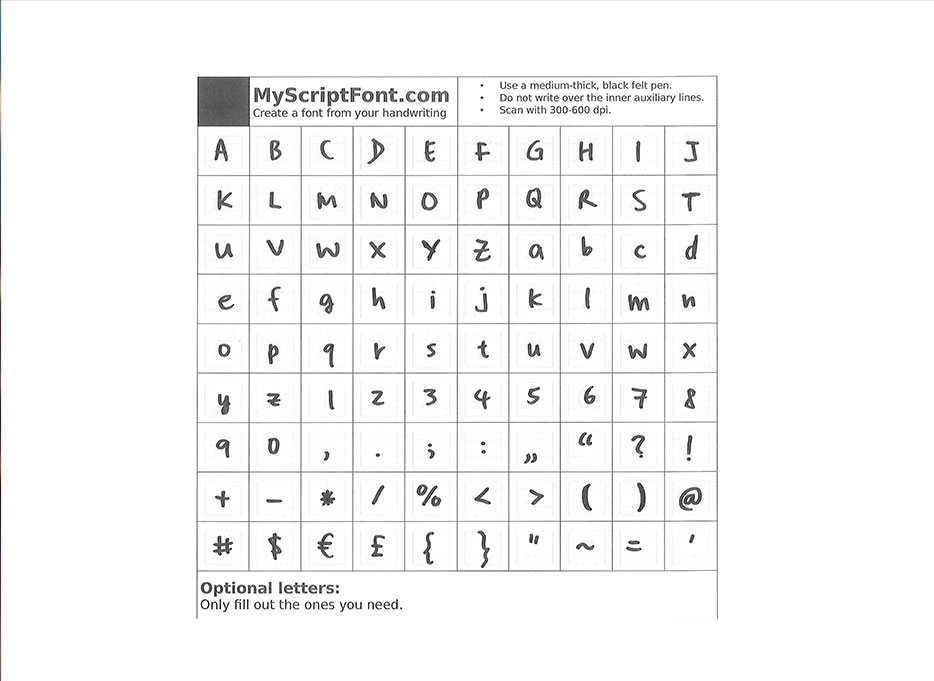 MyScriptFont.com
Create a font from your handwriting
• Use a medium-thick, black felt pen.
• Do not write over the inner auxiliary lines.
• Scan with 300-600 dpi.
A B C D E F G H I J
K L M N O P Q R S T
U V W X Y Z a b c d
e f g h i j k l m n
o p q r s t u v w x
y z 1 2 3 4 5 6 7 8
9 0 , . ; : „ “ ? !
+ - * / % < > ( ) @
# $ € £ { } " ~ = '
Optional letters:
Only fill out the ones you need.